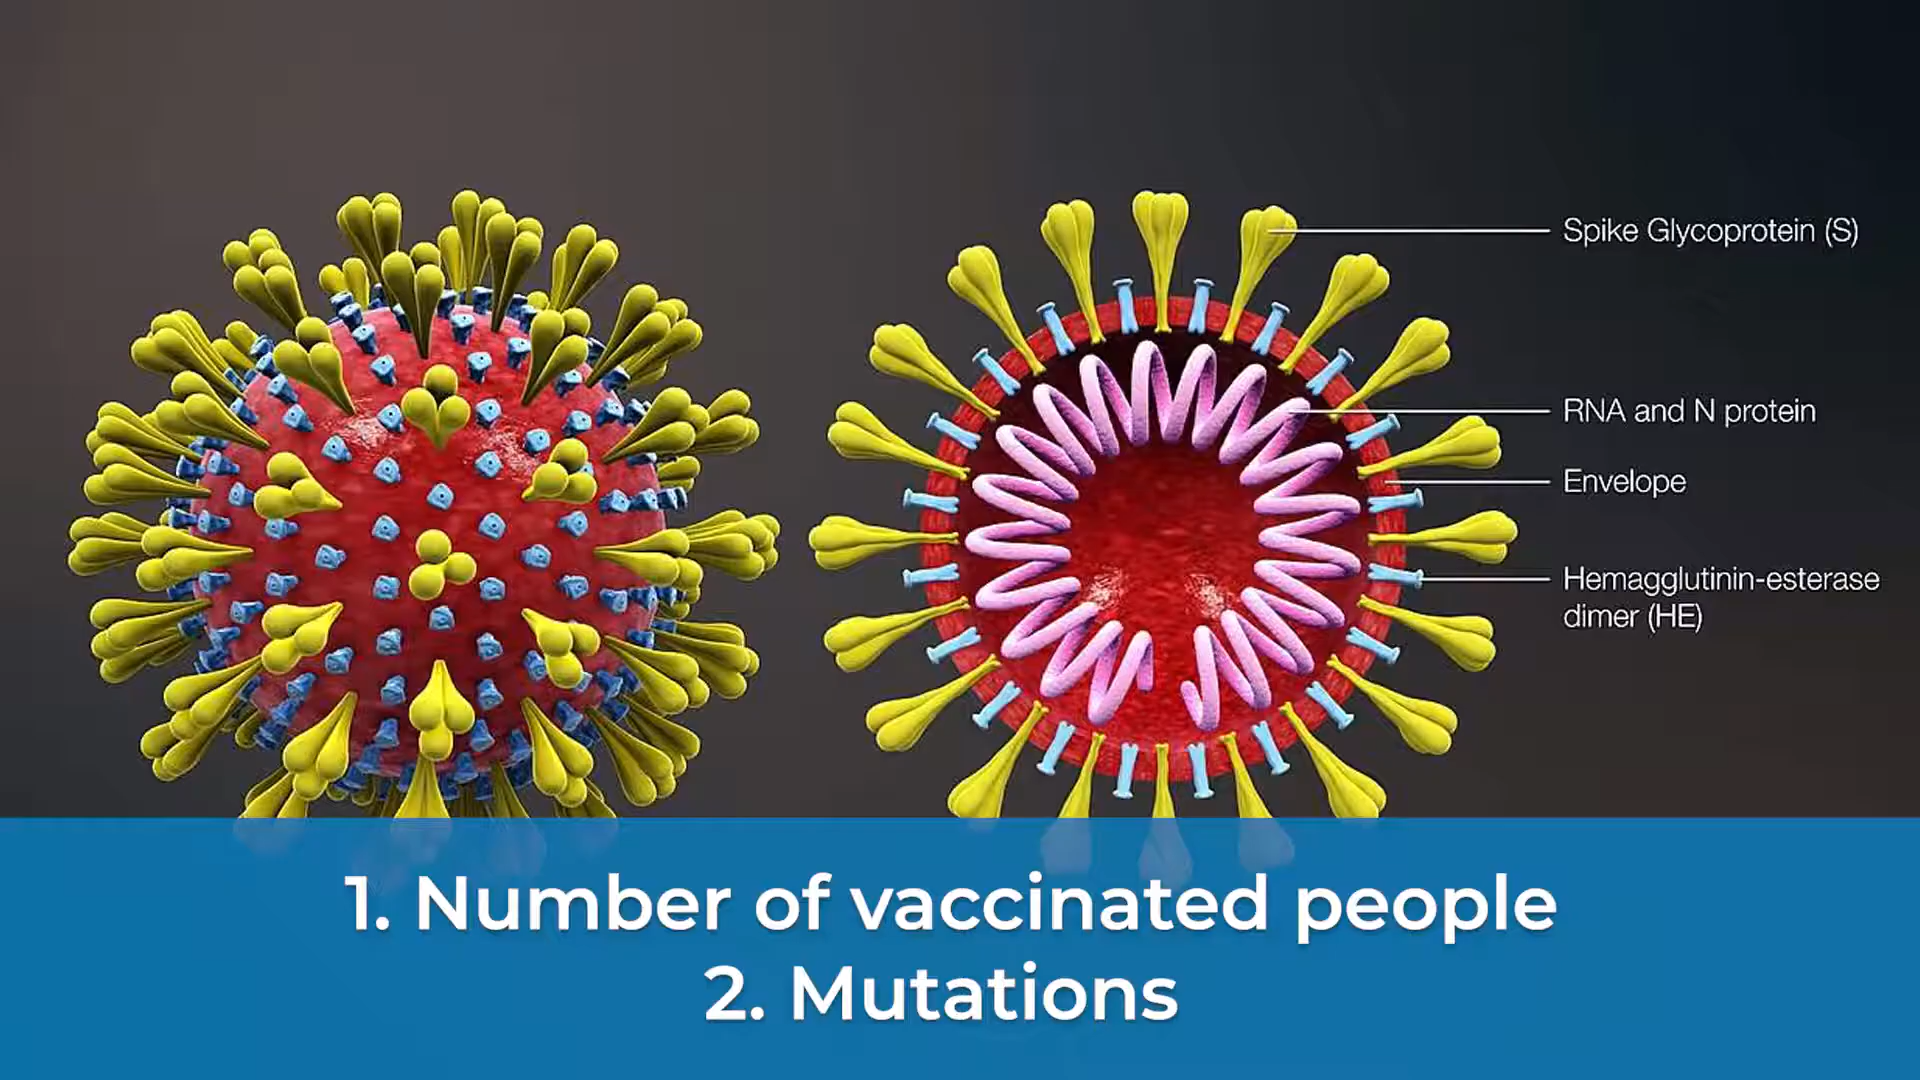 Spike Glycoprotein (S)
RNA and N protein
Envelope
Hemagglutinin-esterase
dimer (HE)
1. Number of vaccinated people
2. Mutations